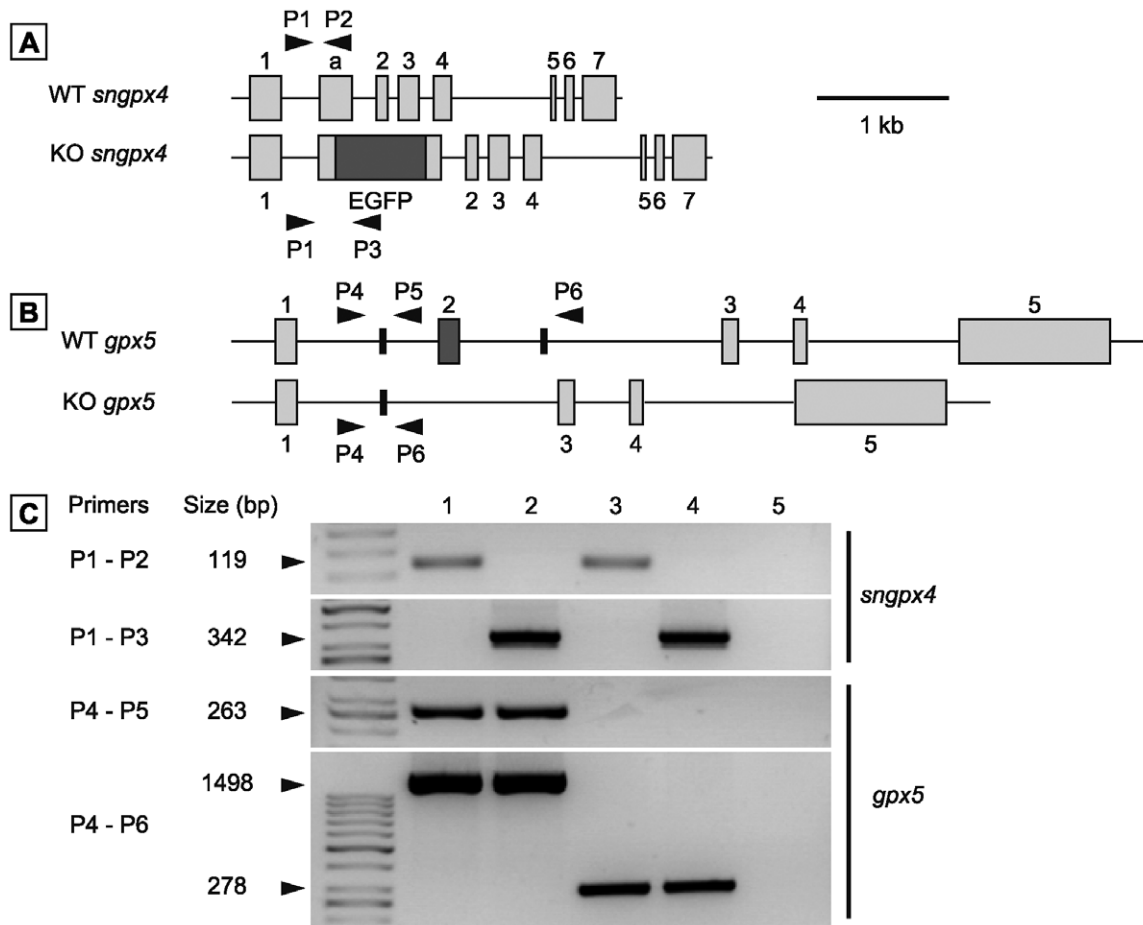 A
P1 P2
1 a 2 3 4 5 6 7
WT sngpx4
1 kb
KO sngpx4
1 EGFP 2 3 4 5 6 7
P1 P3
B
P4 P5 P6
1 2 3 4 5
WT gpx5
KO gpx5
1 3 4 5
P4 P6
C
Primers Size (bp) 1 2 3 4 5
P1 - P2 119
sngpx4
P1 - P3 342
P4 - P5 263
1498
gpx5
P4 - P6
278